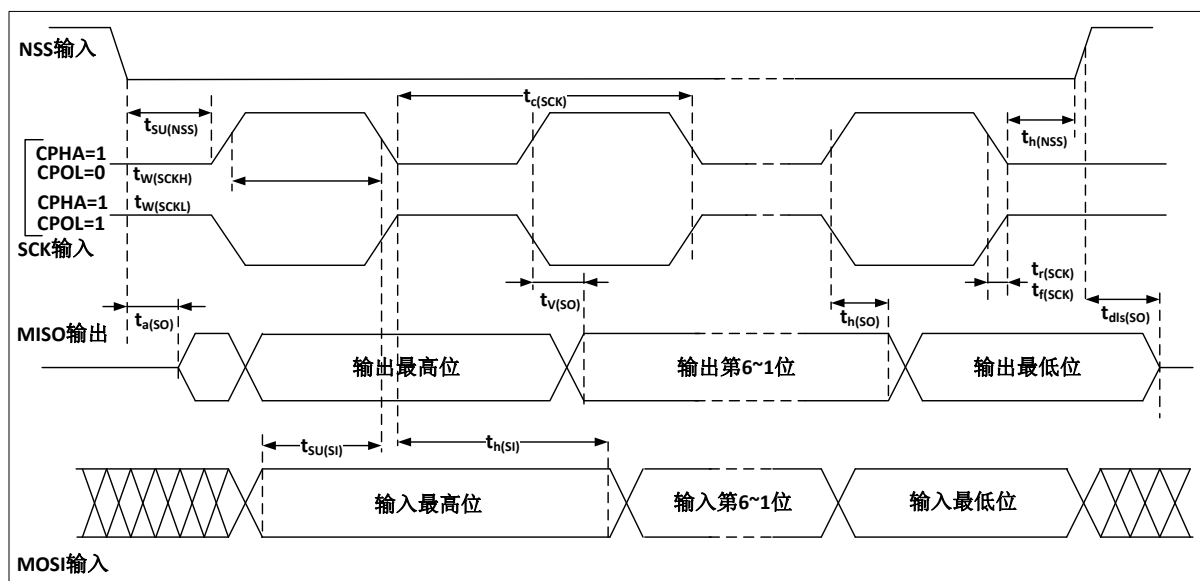 NSS输入
tc(SCK)
tSU(NSS)
th(NSS)
CPHA=1
CPOL=0
tW(SCKH)
CPHA=1
tW(SCKL)
CPOL=1
SCK输入
tr(SCK)
tV(SO)
tf(SCK)
ta(SO)
th(SO)
tdis(SO)
MISO输出
输出最高位
输出第6~1位
输出最低位
tSU(SI)
th(SI)
输入最高位
输入第6~1位
输入最低位
MOSI输入